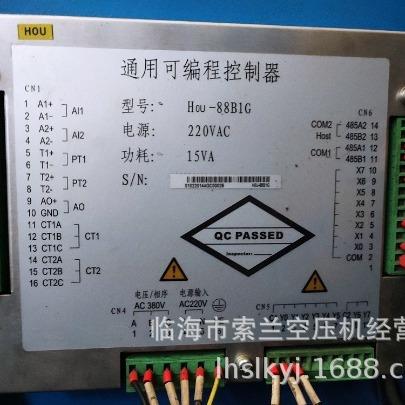 HOU
通用可编程控制器
型号: HOU-88B1G
电源: 220VAC
功耗: 15VA
S/N:
QC PASSED
Inspector:
CN1
1 A1+
2 A1-
AI1
3 A2+
4 A2-
AI2
5 T1+
6 T1-
PT1
7 T2+
8 T2-
PT2
9 AO+
10 GND
AO
11 CT1A
12 CT1B
13 CT1C
CT1
14 CT2A
15 CT2B
16 CT2C
CT2
CN6
COM2
Host
485A2 14
485B2 13
COM1
485A1 12
485B1 11
X7 10
X6 9
X5 8
X4 7
X3 6
X2 5
X1 4
X0 3
COM 2
1
CN4
电压/相序
AC 380V
电源输入
AC220V
CN5
临海市索兰空压机经营
lhslkyj.1688.c